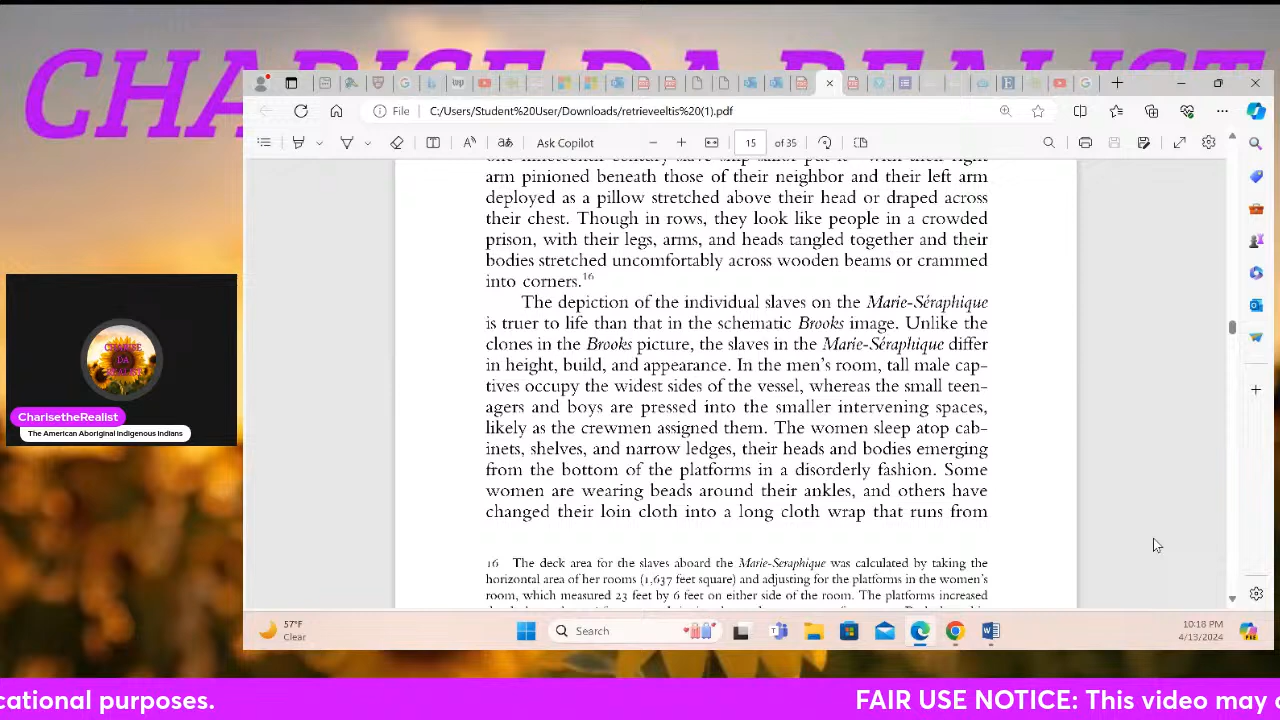 CHARISE DA REALIST
File
C:/Users/Student%20User/Downloads/retrieveeltis%20(1).pdf
Ask Copilot
15
of 35
arm pinioned beneath those of their neighbor and their left arm
deployed as a pillow stretched above their head or draped across
their chest. Though in rows, they look like people in a crowded
prison, with their legs, arms, and heads tangled together and their
bodies stretched uncomfortably across wooden beams or crammed
into corners.16
The depiction of the individual slaves on the Marie-Séraphique
is truer to life than that in the schematic Brooks image. Unlike the
clones in the Brooks picture, the slaves in the Marie-Séraphique differ
in height, build, and appearance. In the men's room, tall male cap-
tives occupy the widest sides of the vessel, whereas the small teen-
agers and boys are pressed into the smaller intervening spaces,
likely as the crewmen assigned them. The women sleep atop cab-
inets, shelves, and narrow ledges, their heads and bodies emerging
from the bottom of the platforms in a disorderly fashion. Some
women are wearing beads around their ankles, and others have
changed their loin cloth into a long cloth wrap that runs from
16 The deck area for the slaves aboard the Marie-Seraphique was calculated by taking the
horizontal area of her rooms (1,637 feet square) and adjusting for the platforms in the women's
room, which measured 23 feet by 6 feet on either side of the room. The platforms increased
CHARISE
DA
REALIST
CharisetheRealist
The American Aboriginal Indigenous Indians
57°F
Clear
Search
10:18 PM
4/13/2024
cational purposes.
FAIR USE NOTICE: This video may